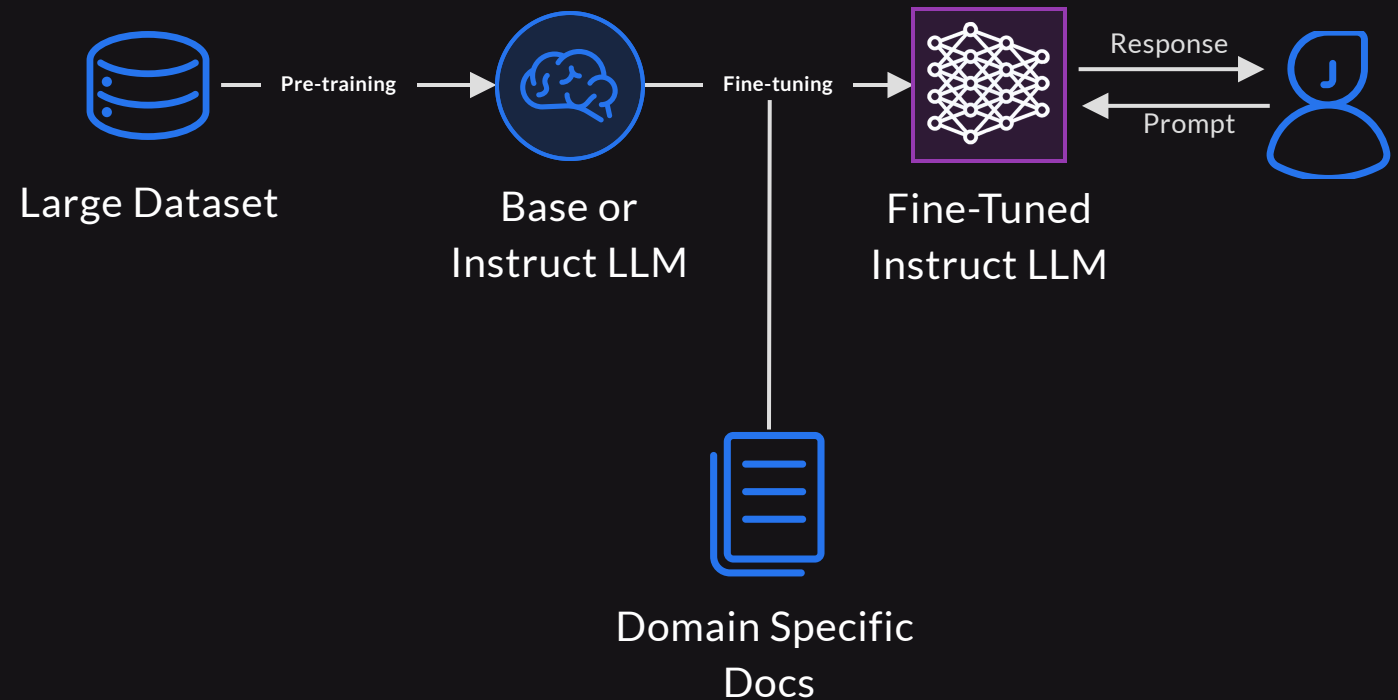 Pre-training
Fine-tuning
Response
Prompt
Large Dataset
Base or
Instruct LLM
Fine-Tuned
Instruct LLM
Domain Specific
Docs